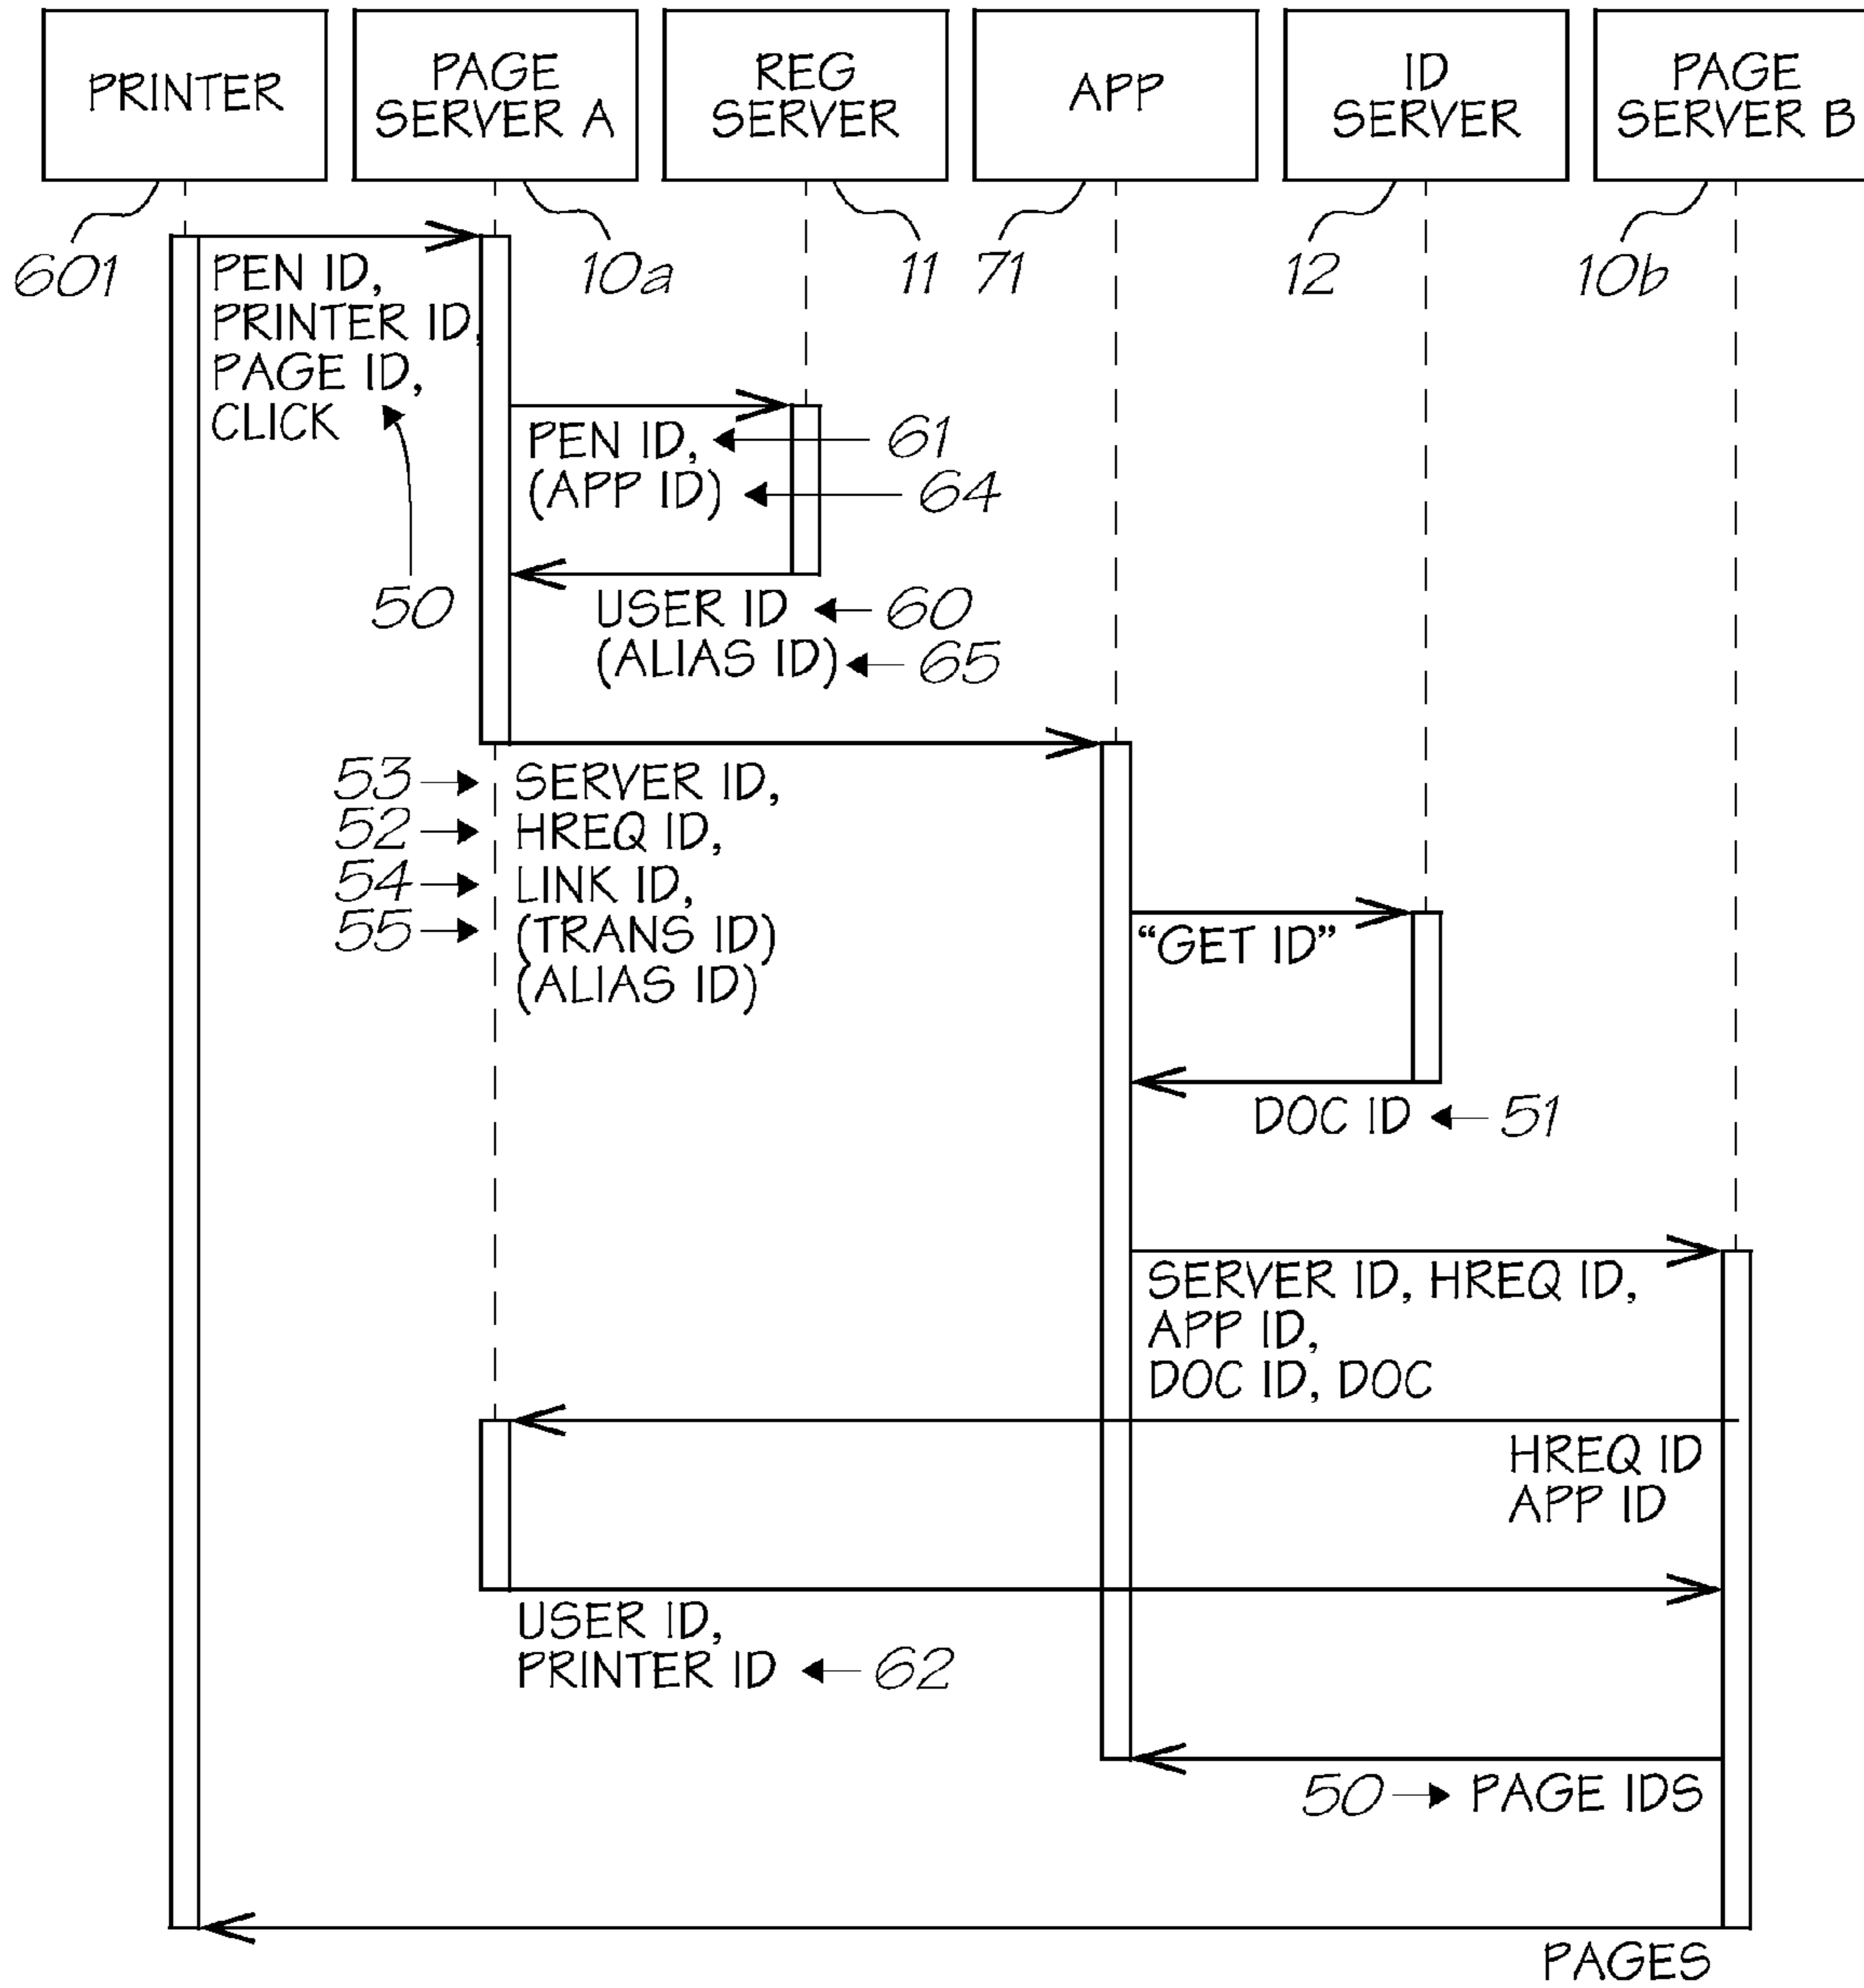 PRINTER
PAGE
SERVER A
REG
SERVER
APP
ID
SERVER
PAGE
SERVER B
601
10a
11
71
12
10b
PEN ID,
PRINTER ID,
PAGE ID,
CLICK
50
PEN ID,
61
(APP ID)
64
USER ID
60
(ALIAS ID)
65
53
SERVER ID,
52
HREQ ID,
54
LINK ID,
55
(TRANS ID)
(ALIAS ID)
“GET ID”
DOC ID
51
SERVER ID, HREQ ID,
APP ID,
DOC ID, DOC
HREQ ID
APP ID
USER ID,
PRINTER ID
62
50
PAGE IDS
PAGES